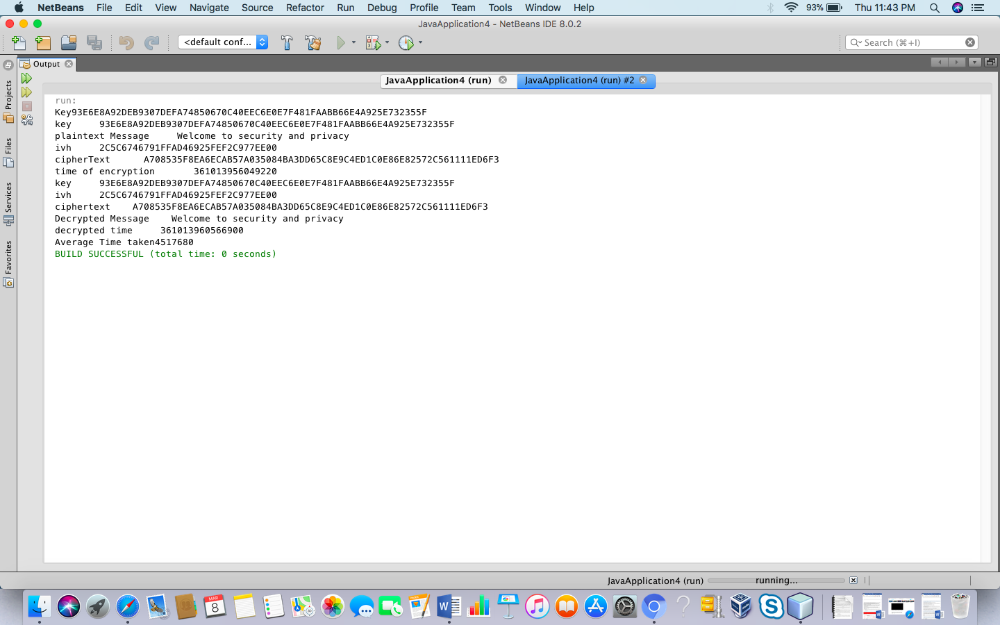 NetBeans File Edit View Navigate Source Refactor Run Debug Profile Team Tools Window Help 93% Thu 11:43 PM
JavaApplication4 - NetBeans IDE 8.0.2
<default conf... Search (⌘+I)
Output
JavaApplication4 (run) JavaApplication4 (run) #2
Projects
Files
Services
Favorites
run:
Key93E6E8A92DEB9307DEFA74850670C40EEC6E0E7F481FAABB66E4A925E732355F
key     93E6E8A92DEB9307DEFA74850670C40EEC6E0E7F481FAABB66E4A925E732355F
plaintext Message     Welcome to security and privacy
ivh     2C5C6746791FFAD46925FEF2C977EE00
cipherText      A708535F8EA6ECAB57A035084BA3DD65C8E9C4ED1C0E86E82572C561111ED6F3
time of encryption       361013956049220
key     93E6E8A92DEB9307DEFA74850670C40EEC6E0E7F481FAABB66E4A925E732355F
ivh     2C5C6746791FFAD46925FEF2C977EE00
ciphertext    A708535F8EA6ECAB57A035084BA3DD65C8E9C4ED1C0E86E82572C561111ED6F3
Decrypted Message    Welcome to security and privacy
decrypted time     361013960566900
Average Time taken4517680
BUILD SUCCESSFUL (total time: 0 seconds)
JavaApplication4 (run) running...
MAR
8